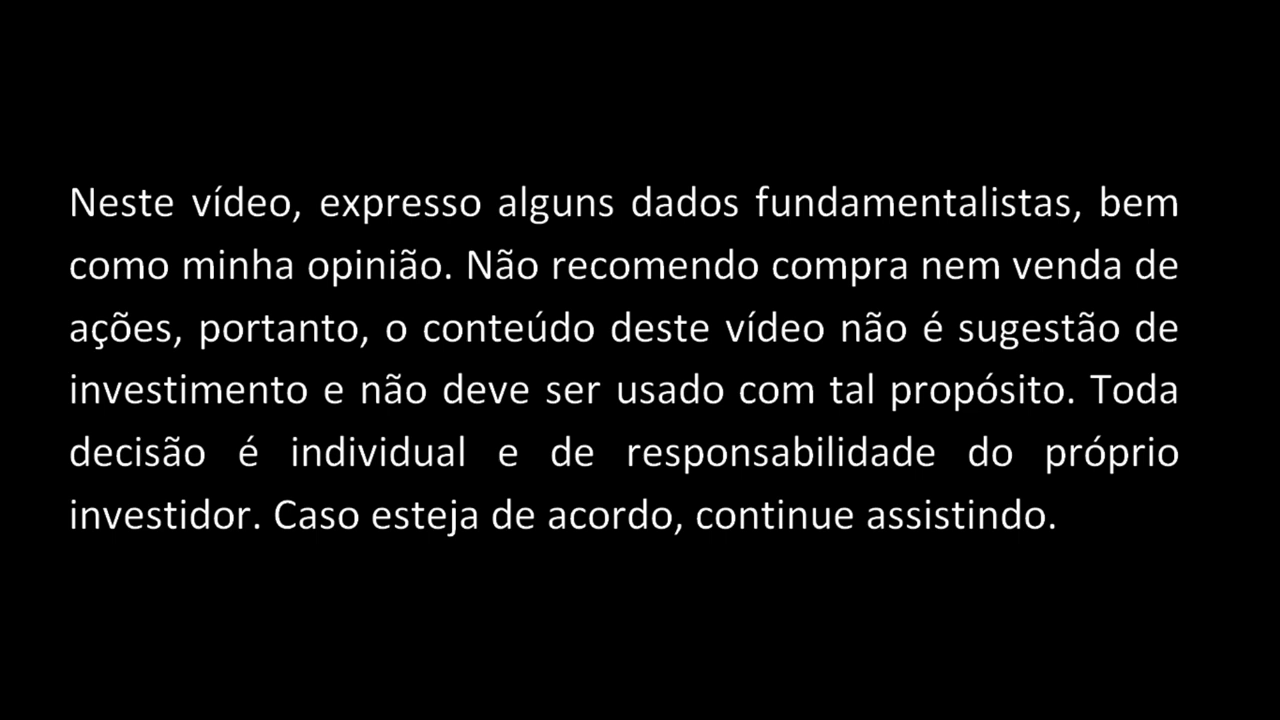 Neste vídeo, expresso alguns dados fundamentalistas, bem
como minha opinião. Não recomendo compra nem venda de
ações, portanto, o conteúdo deste vídeo não é sugestão de
investimento e não deve ser usado com tal propósito. Toda
decisão é individual e de responsabilidade do próprio
investidor. Caso esteja de acordo, continue assistindo.